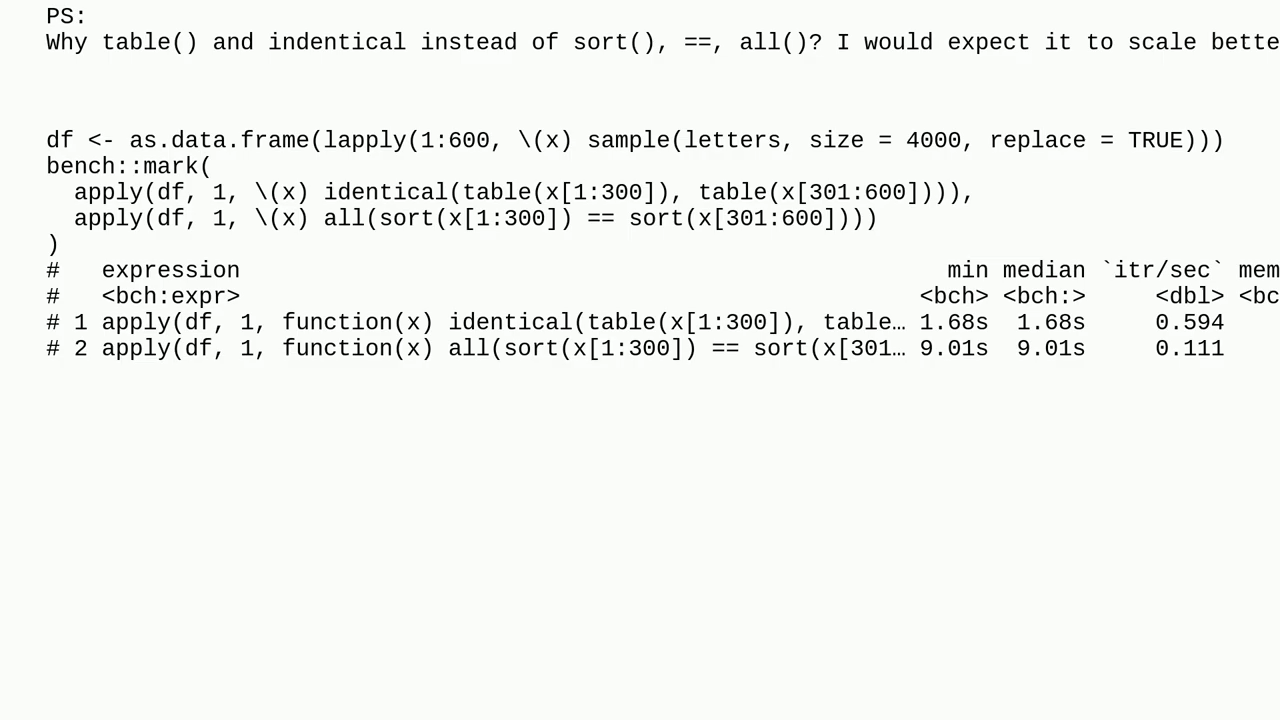 PS:
Why table() and indentical instead of sort(), ==, all()? I would expect it to scale
df <- as.data.frame(lapply(1:600, \(x) sample(letters, size = 4000, replace = TRUE)))
bench::mark(
  apply(df, 1, \(x) identical(table(x[1:300]), table(x[301:600]))),
  apply(df, 1, \(x) all(sort(x[1:300]) == sort(x[301:600])))
)
#   expression                                                   min median `itr/sec` mem
#   <bch:expr>                                                 <bch> <bch:>     <dbl> <bc
# 1 apply(df, 1, function(x) identical(table(x[1:300]), table… 1.68s  1.68s     0.594
# 2 apply(df, 1, function(x) all(sort(x[1:300]) == sort(x[301… 9.01s  9.01s     0.111